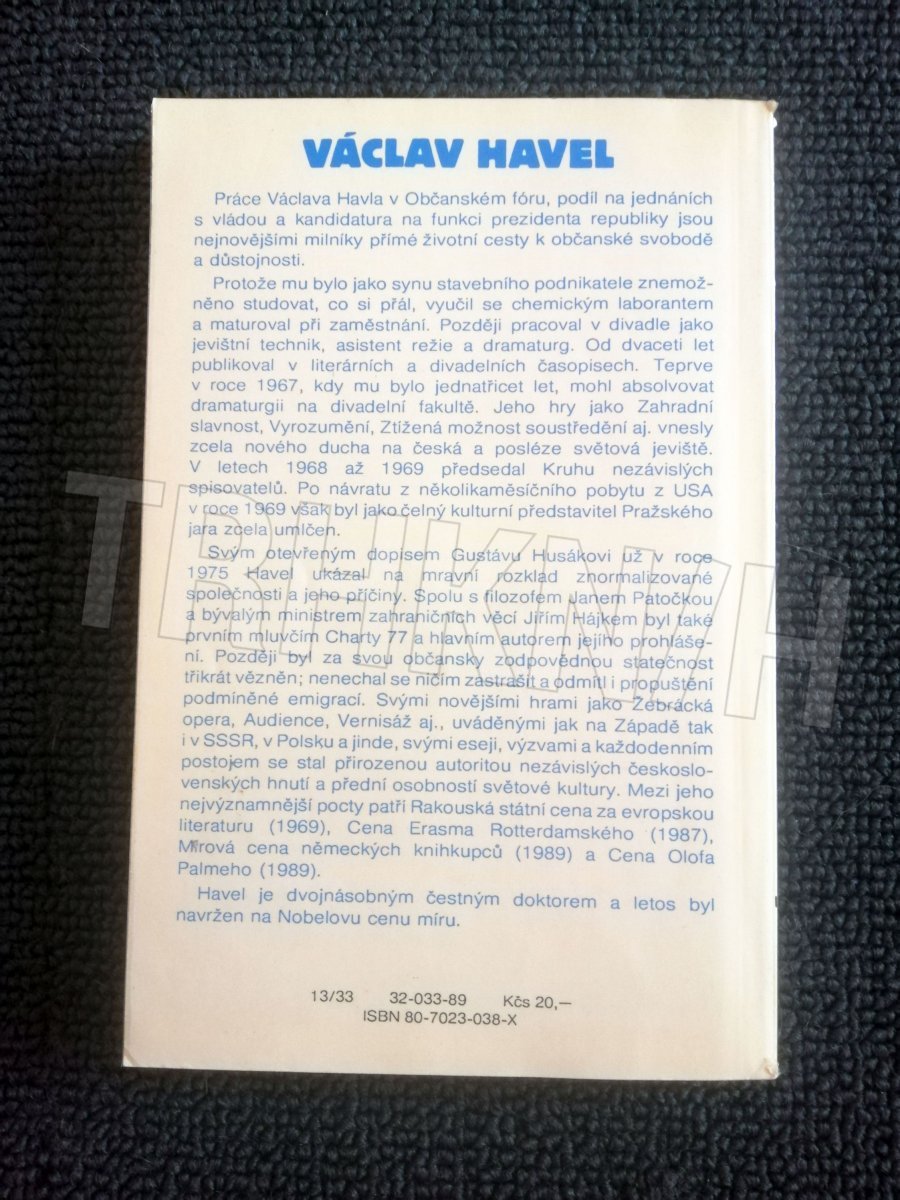 VÁCLAV HAVEL
Práce Václava Havla v Občanském fóru, podíl na jednáních
s vládou a kandidatura na funkci prezidenta republiky jsou
nejnovějšími milníky přímé životní cesty k občanské svobodě
a důstojnosti.
Protože mu bylo jako synu stavebního podnikatele znemož-
něno studovat, co si přál, vyučil se chemickým laborantem
a maturoval při zaměstnání. Později pracoval v divadle jako
jevištní technik, asistent režie a dramaturg. Od dvaceti let
publikoval v literárních a divadelních časopisech. Teprve
v roce 1967, kdy mu bylo jednatřicet let, mohl absolvovat
dramaturgii na divadelní fakultě. Jeho hry jako Zahradní
slavnost, Vyrozumění, Ztížená možnost soustředění aj. vnesly
zcela nového ducha na česká a posléze světová jeviště.
V letech 1968 až 1969 předsedal Kruhu nezávislých
spisovatelů. Po návratu z několikaměsíčního pobytu z USA
v roce 1969 však byl jako čelný kulturní představitel Pražského
jara zcela umlčen.
Svým otevřeným dopisem Gustávu Husákovi už v roce
1975 Havel ukázal na mravní rozklad znormalizované
společnosti a jeho příčiny. Spolu s filozofem Janem Patočkou
a bývalým ministrem zahraničních věcí Jiřím Hájkem byl také
prvním mluvčím Charty 77 a hlavním autorem jejího prohláše-
ní. Později byl za svou občansky zodpovědnou statečnost
třikrát vězněn; nenechal se ničím zastrašit a odmítl i propuštění
podmíněné emigrací. Svými novějšími hrami jako Žebrácká
opera, Audience, Vernisáž aj., uváděnými jak na Západě tak
i v SSSR, v Polsku a jinde, svými eseji, výzvami a každodenním
postojem se stal přirozenou autoritou nezávislých českoslo-
venských hnutí a přední osobností světové kultury. Mezi jeho
nejvýznamnější pocty patří Rakouská státní cena za evropskou
literaturu (1969), Cena Erasma Rotterdamského (1987),
Mírová cena německých knihkupců (1989) a Cena Olofa
Palmeho (1989).
Havel je dvojnásobným čestným doktorem a letos byl
navržen na Nobelovu cenu míru.
13/33 32-033-89 Kčs 20,—
ISBN 80-7023-038-X
TRHKNIH